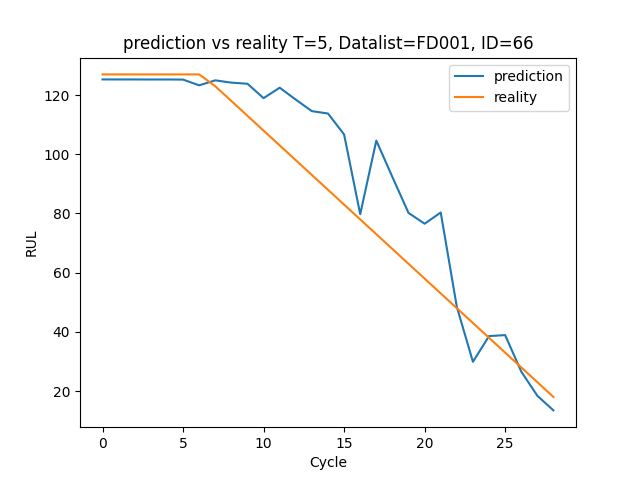 prediction vs reality T=5, Datalist=FD001, ID=66
prediction
reality
RUL
120
100
80
60
40
20
0 5 10 15 20 25
Cycle